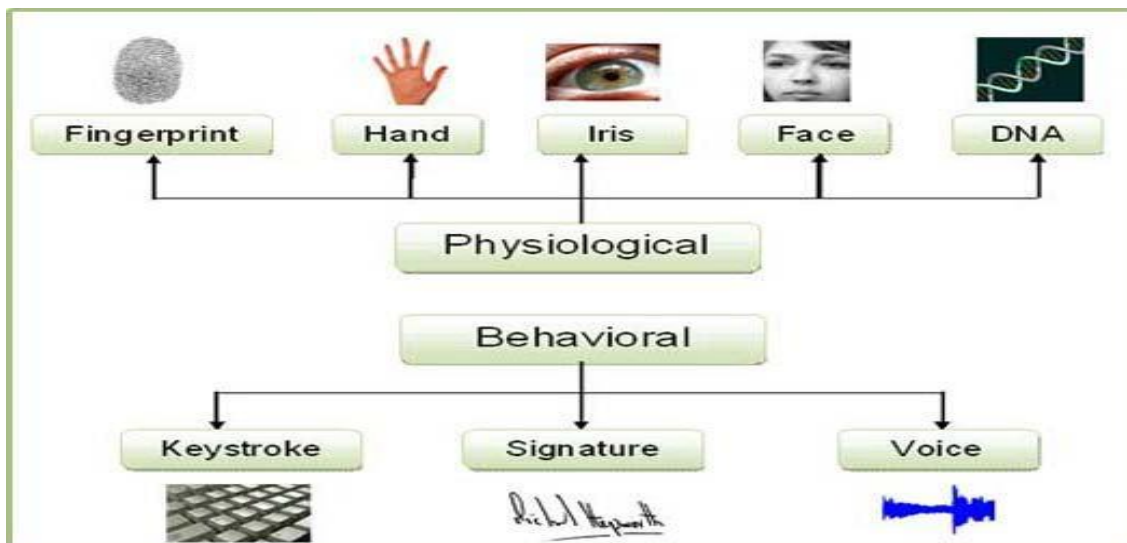 Fingerprint Hand Iris Face DNA
Physiological
Behavioral
Keystroke Signature Voice